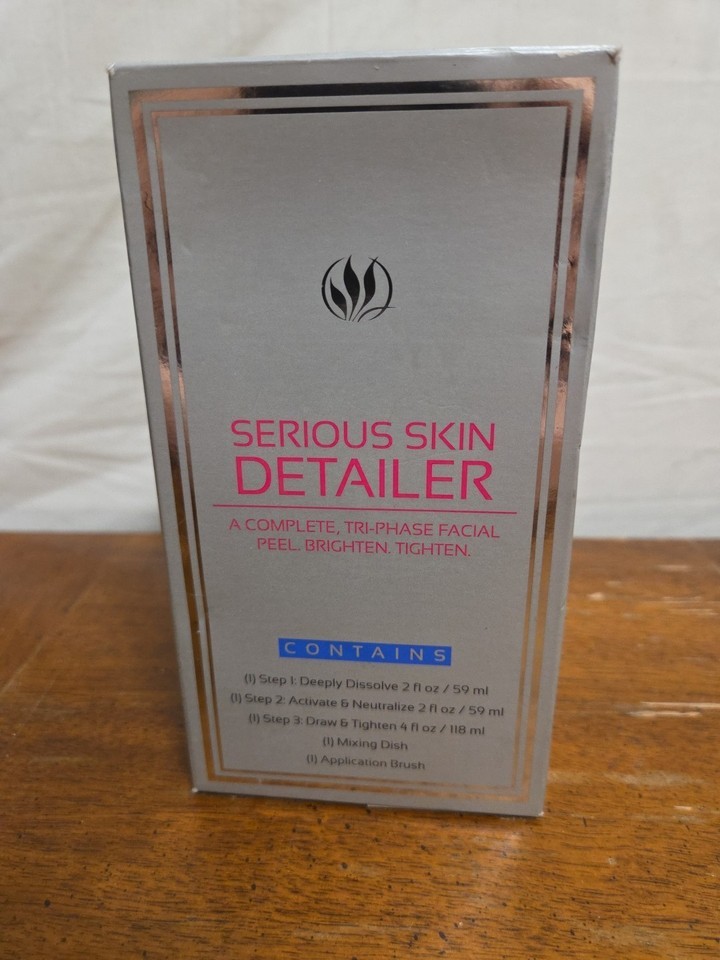 SERIOUS SKIN
DETAILER
A COMPLETE, TRI-PHASE FACIAL
PEEL. BRIGHTEN. TIGHTEN.
CONTAINS
(1) Step 1: Deeply Dissolve 2 fl oz / 59 ml
(1) Step 2: Activate & Neutralize 2 fl oz / 59 ml
(1) Step 3: Draw & Tighten 4 fl oz / 118 ml
(1) Mixing Dish
(1) Application Brush